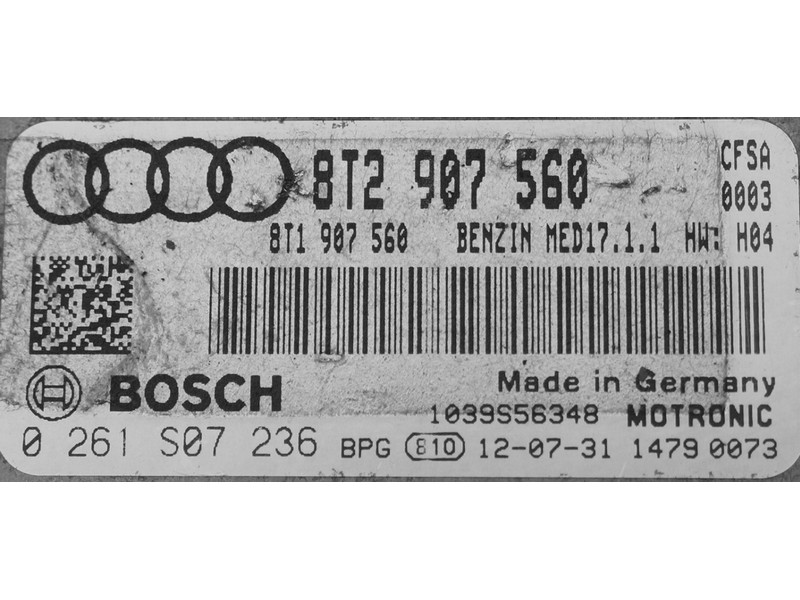 8T2 907 560 CFSA
0003
8T1 907 560 BENZIN MED17.1.1 HW: H04
BOSCH
Made in Germany
1039S56348 MOTRONIC
0 261 S07 236 BPG 810 12-07-31 1479 0073